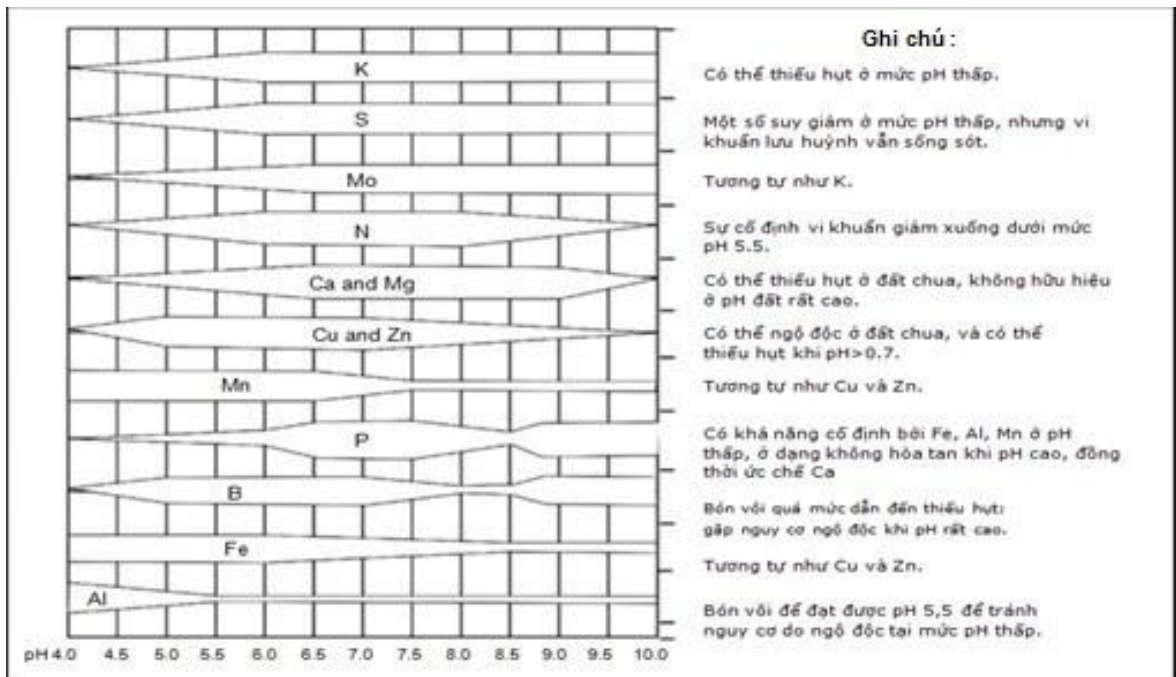 Ghi chú :
K
Có thể thiếu hụt ở mức pH thấp.
S
Một số suy giảm ở mức pH thấp, nhưng vi
khuẩn lưu huỳnh vẫn sống sót.
Mo
Tương tự như K.
N
Sự cố định vi khuẩn giảm xuống dưới mức
pH 5.5.
Ca and Mg
Có thể thiếu hụt ở đất chua, không hữu hiệu
ở pH đất rất cao.
Cu and Zn
Có thể ngộ độc ở đất chua, và có thể
thiếu hụt khi pH>0.7.
Mn
Tương tự như Cu và Zn.
P
Có khả năng cố định bởi Fe, Al, Mn ở pH
thấp, ở dạng không hòa tan khi pH cao, đồng
thời ức chế Ca
B
Bón vôi quá mức dẫn đến thiếu hụt;
gặp nguy cơ ngộ độc khi pH rất cao.
Fe
Tương tự như Cu và Zn.
Al
Bón vôi để đạt được pH 5,5 để tránh
nguy cơ do ngộ độc tại mức pH thấp.
pH 4.0 4.5 5.0 5.5 6.0 6.5 7.0 7.5 8.0 8.5 9.0 9.5 10.0